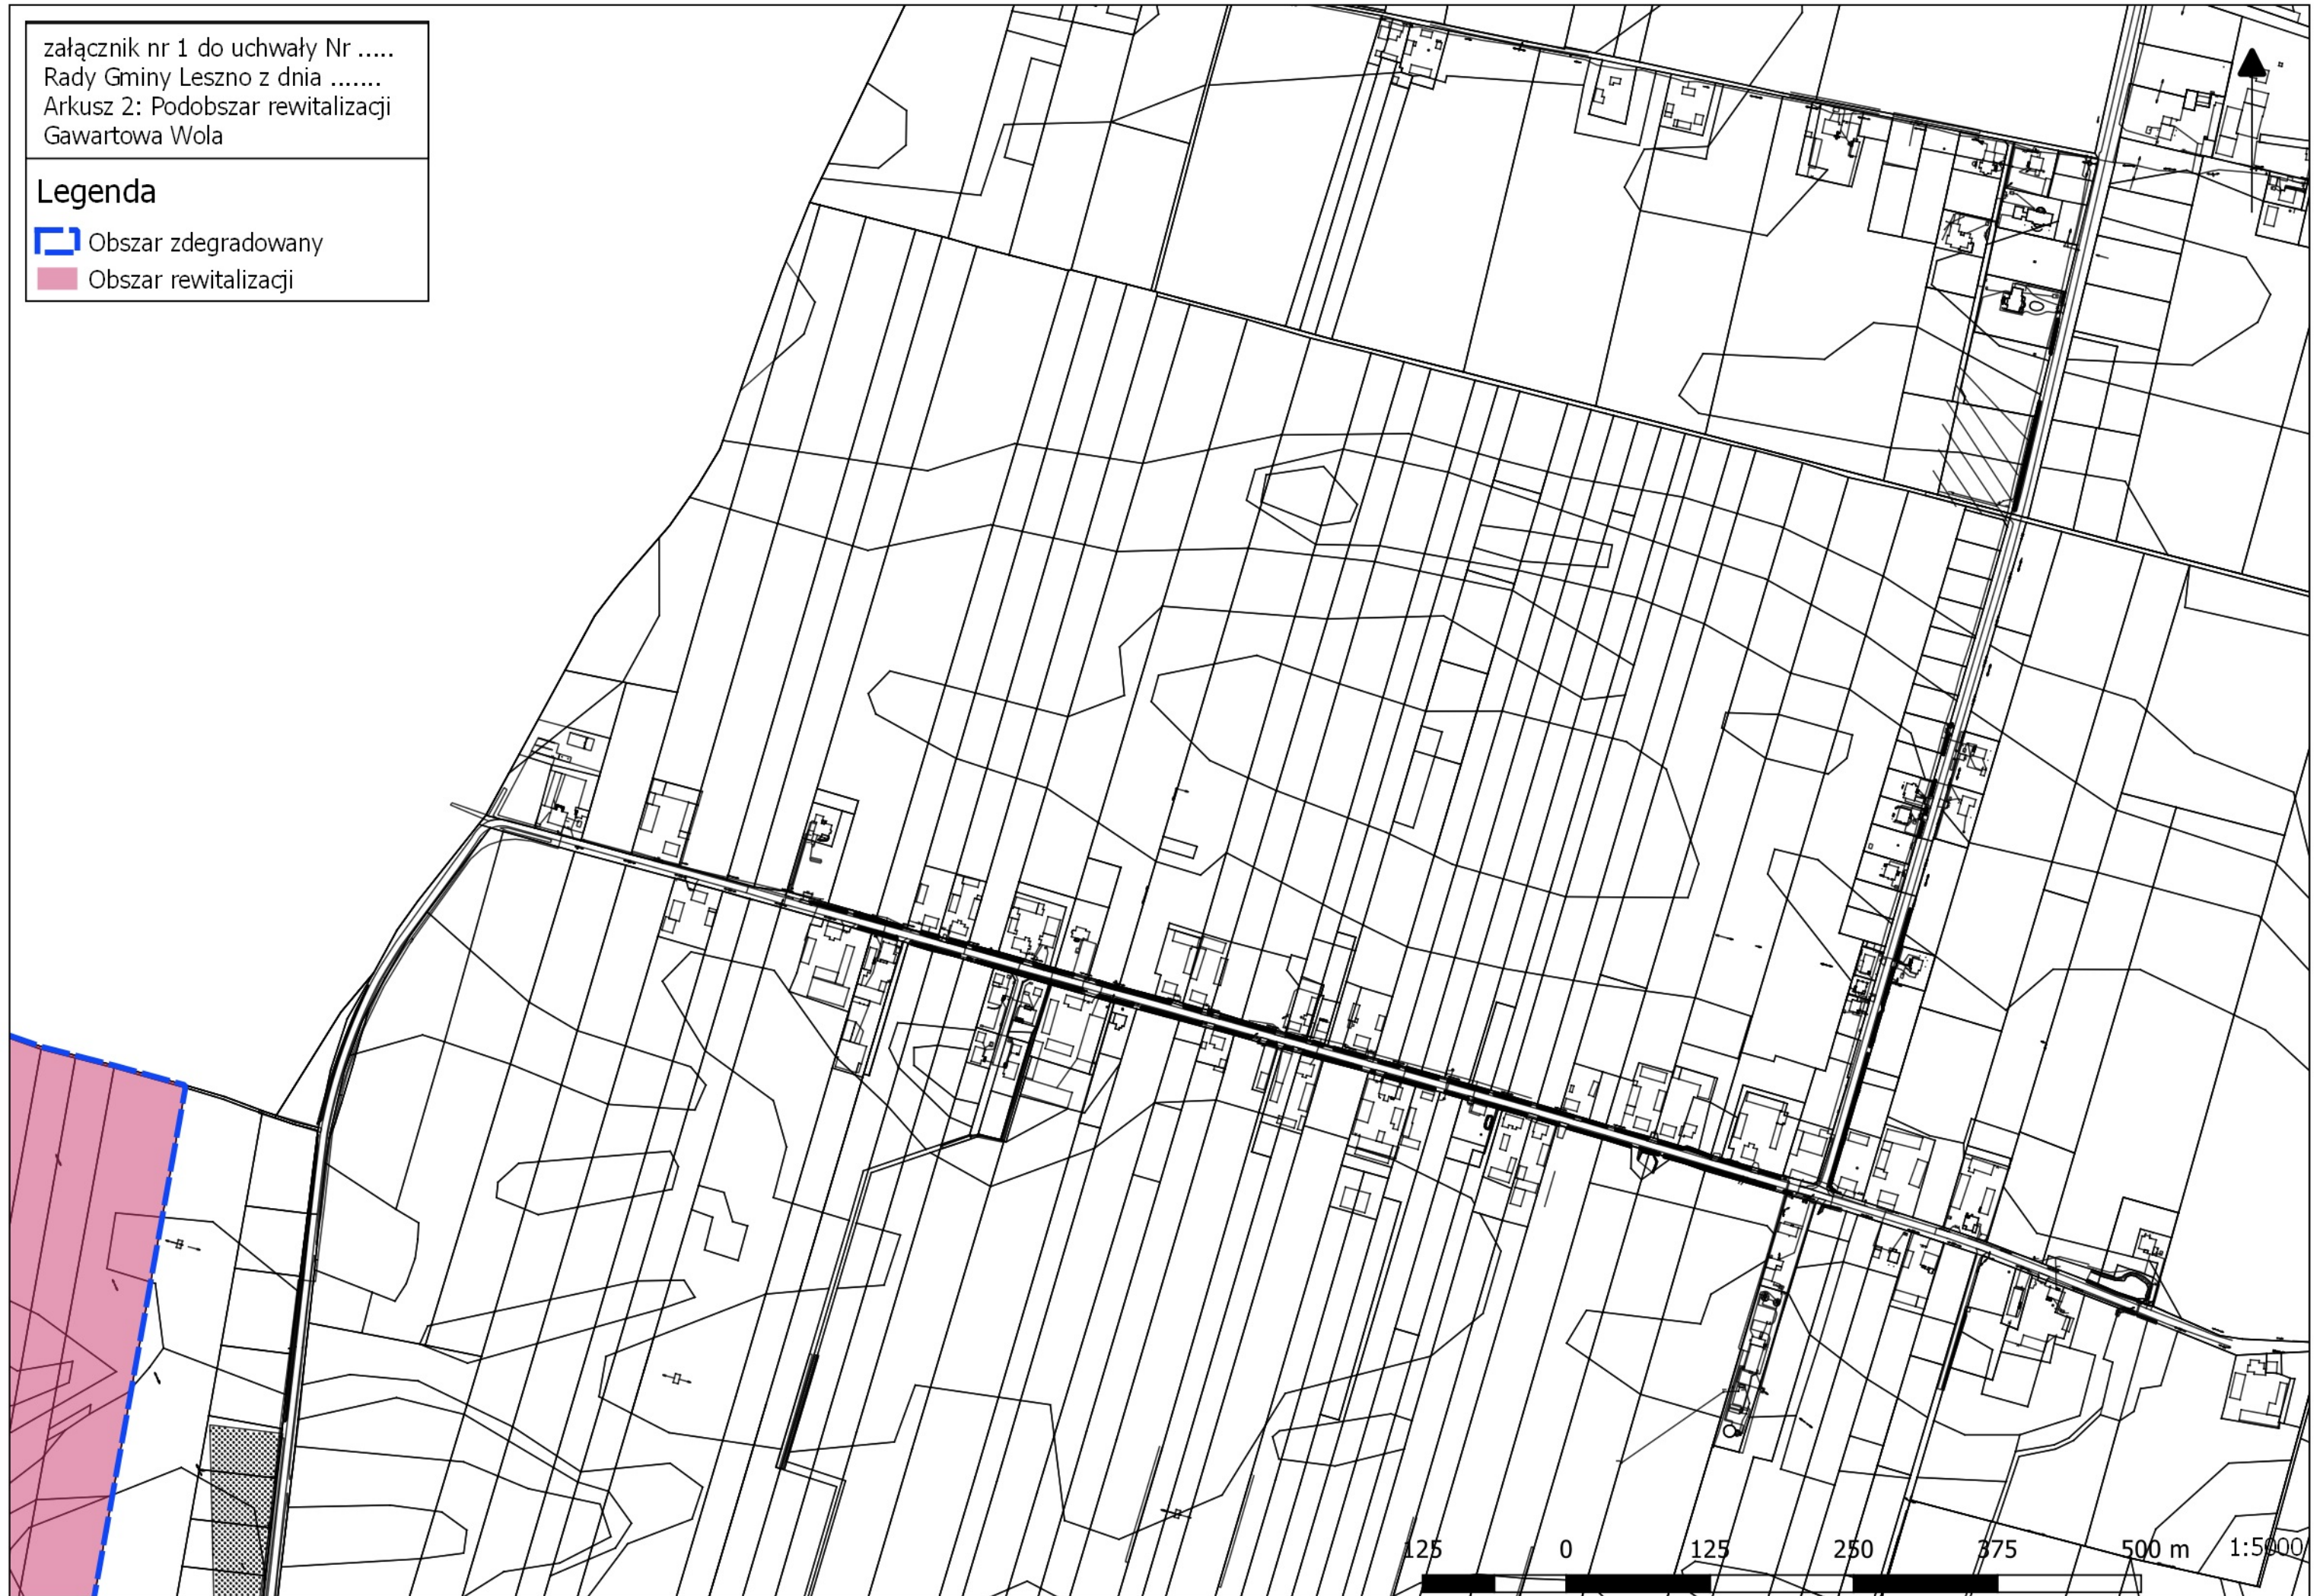 załącznik nr 1 do uchwały Nr .....
Rady Gminy Leszno z dnia .......
Arkusz 2: Podobszar rewitalizacji
Gawartowa Wola
Legenda
Obszar zdegradowany
Obszar rewitalizacji
125 0 125 250 375 500 m 1:5000